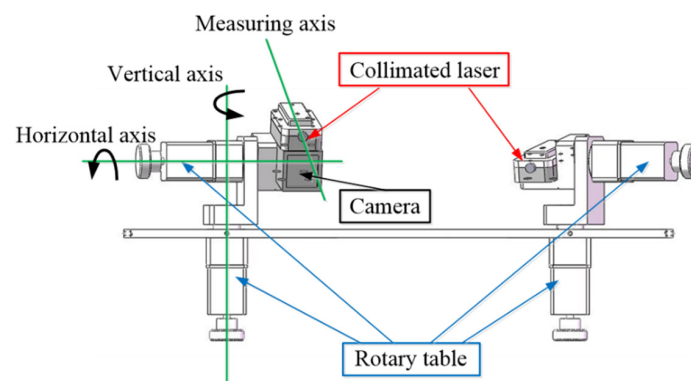 Measuring axis
Vertical axis
Collimated laser
Horizontal axis
Camera
Rotary table